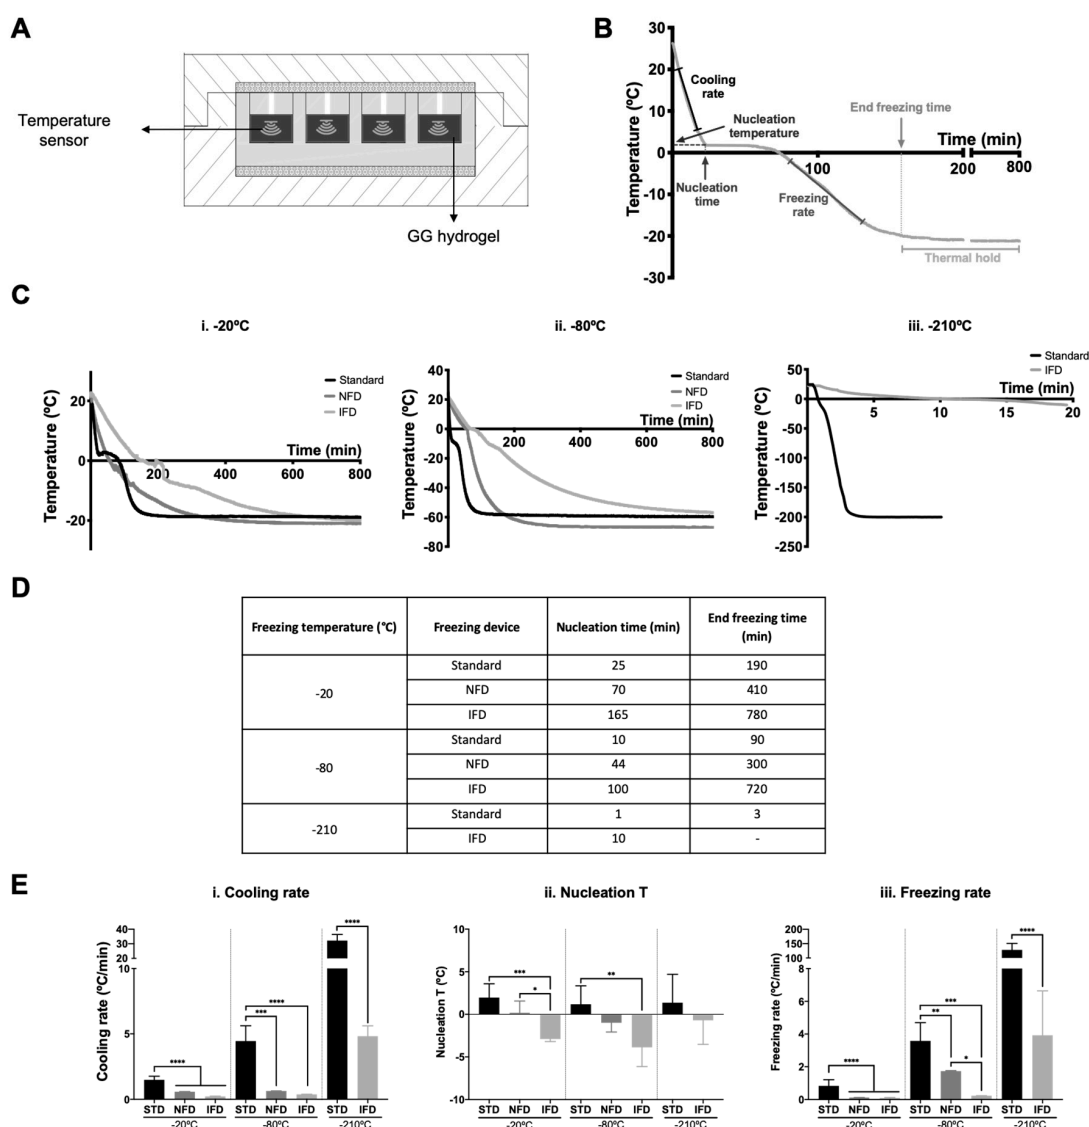 A
Temperature
sensor
GG hydrogel
B
Temperature (ºC)
30
20
10
0
-10
-20
-30
Cooling
rate
Nucleation
temperature
Nucleation
time
End freezing time
Time (min)
100
200
800
Freezing
rate
Thermal hold
C
i. -20ºC
Temperature (ºC)
20
0
-20
Standard
NFD
IFD
Time (min)
200
400
600
800
ii. -80ºC
Temperature (ºC)
40
20
0
-20
-40
-60
-80
Standard
NFD
IFD
Time (min)
200
400
600
800
iii. -210ºC
Temperature (ºC)
50
0
-50
-100
-150
-200
-250
Standard
IFD
Time (min)
5
10
15
20
D
Freezing temperature (°C) Freezing device Nucleation time (min) End freezing time (min)
-20 Standard 25 190
NFD 70 410
IFD 165 780
-80 Standard 10 90
NFD 44 300
IFD 100 720
-210 Standard 1 3
IFD 10 -
E
i. Cooling rate
Cooling rate (ºC/min)
40
30
20
10
10
5
0
****
****
***
****
STD NFD IFD STD NFD IFD STD IFD
-20ºC -80ºC -210ºC
ii. Nucleation T
Nucleation T (ºC)
10
5
0
-5
-10
***
*
**
STD NFD IFD STD NFD IFD STD IFD
-20ºC -80ºC -210ºC
iii. Freezing rate
Freezing rate (ºC/min)
200
150
100
50
8
6
4
2
0
****
***
**
*
****
STD NFD IFD STD NFD IFD STD IFD
-20ºC -80ºC -210ºC